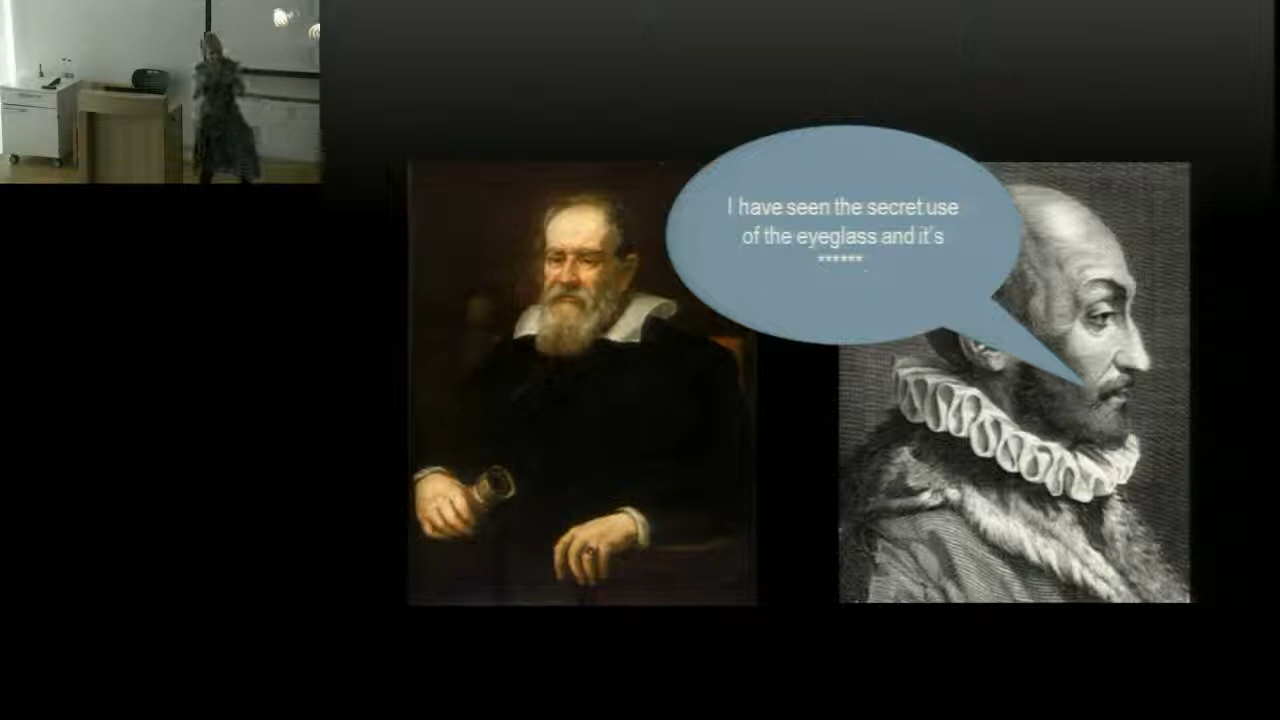 I have seen the secret use
of the eyeglass and it's
******